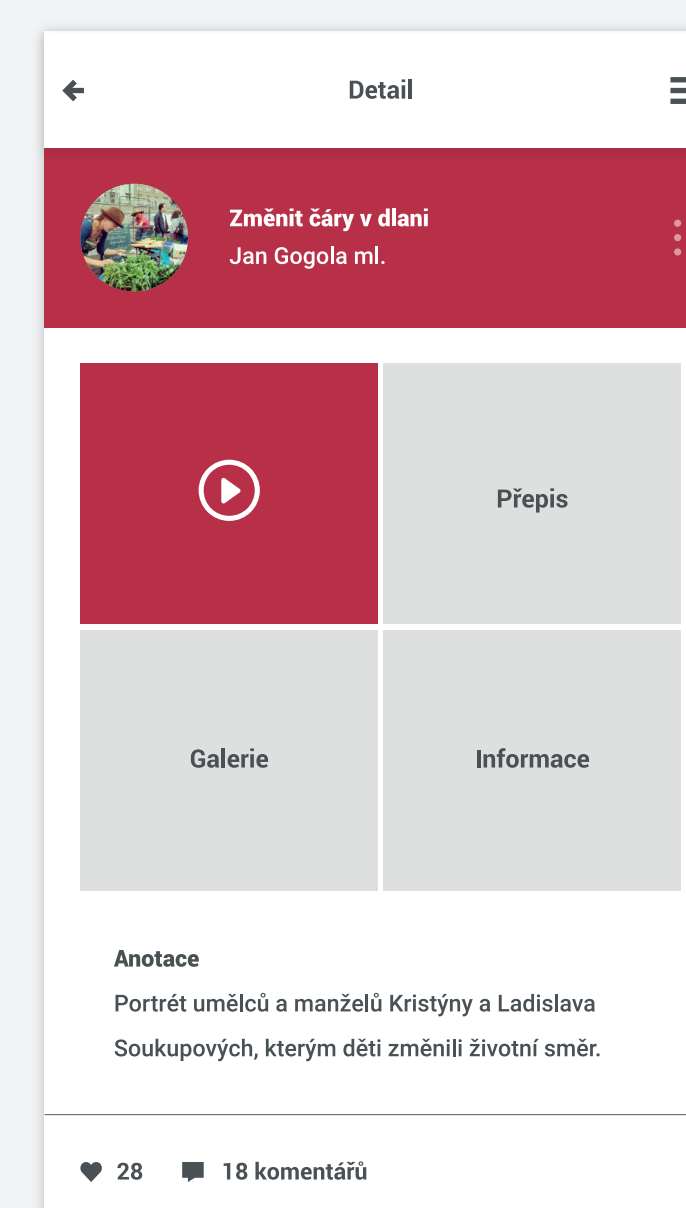 Detail
Změnit čáry v dlani
Jan Gogola ml.
Přepis
Galerie
Informace
Anotace
Portrét umělců a manželů Kristýny a Ladislava
Soukupových, kterým děti změnili životní směr.
28
18 komentářů